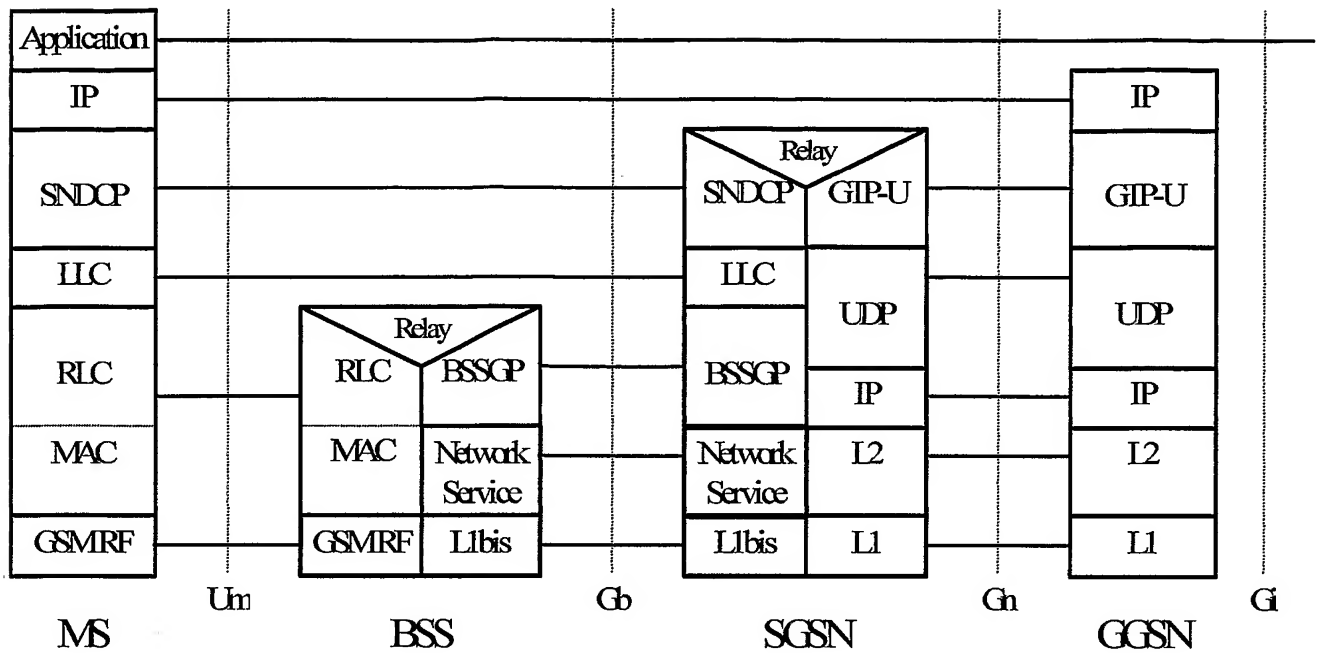 Application
IP
IP
Relay
SNDCP
SNDCP
GTP-U
GTP-U
LLC
LLC
UDP
UDP
Relay
RLC
RLC
BSSGP
BSSGP
IP
IP
MAC
MAC
Network
Service
Network
Service
L2
L2
GSMRF
GSMRF
L1bis
L1bis
L1
L1
Um
Gb
Gn
Gi
MS
BSS
SGSN
GGSN